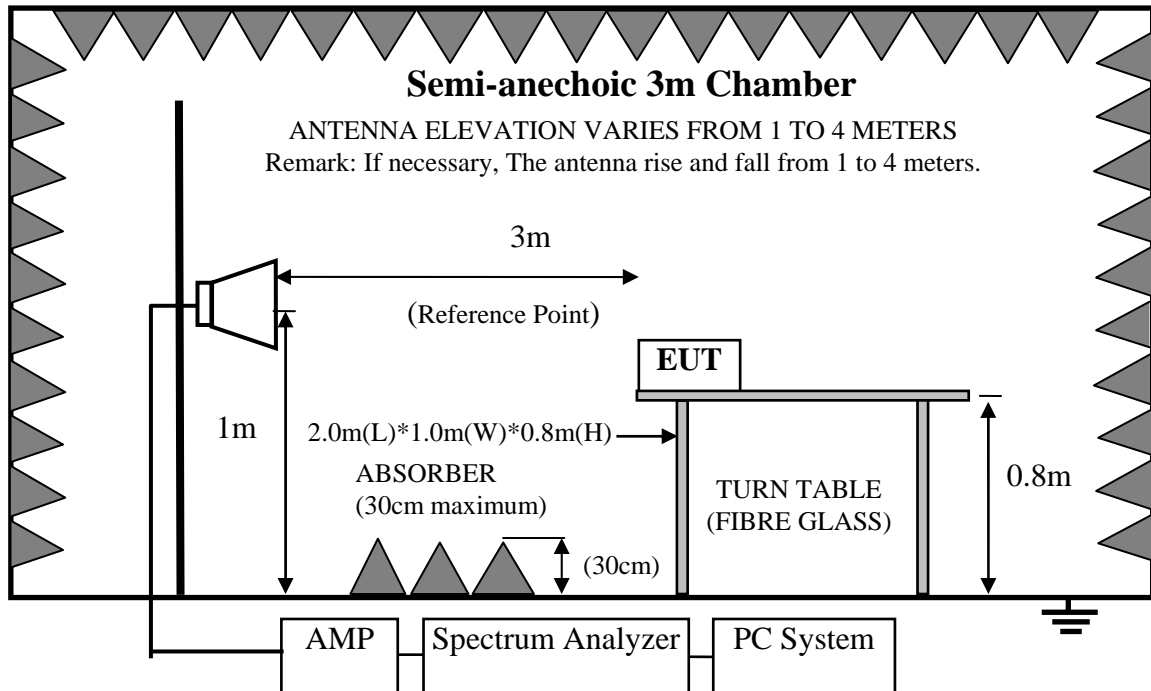 Semi-anechoic 3m Chamber
ANTENNA ELEVATION VARIES FROM 1 TO 4 METERS
Remark: If necessary, The antenna rise and fall from 1 to 4 meters.
3m
(Reference Point)
EUT
1m
2.0m(L)*1.0m(W)*0.8m(H)
ABSORBER
(30cm maximum)
TURN TABLE
(FIBRE GLASS)
0.8m
(30cm)
AMP
Spectrum Analyzer
PC System